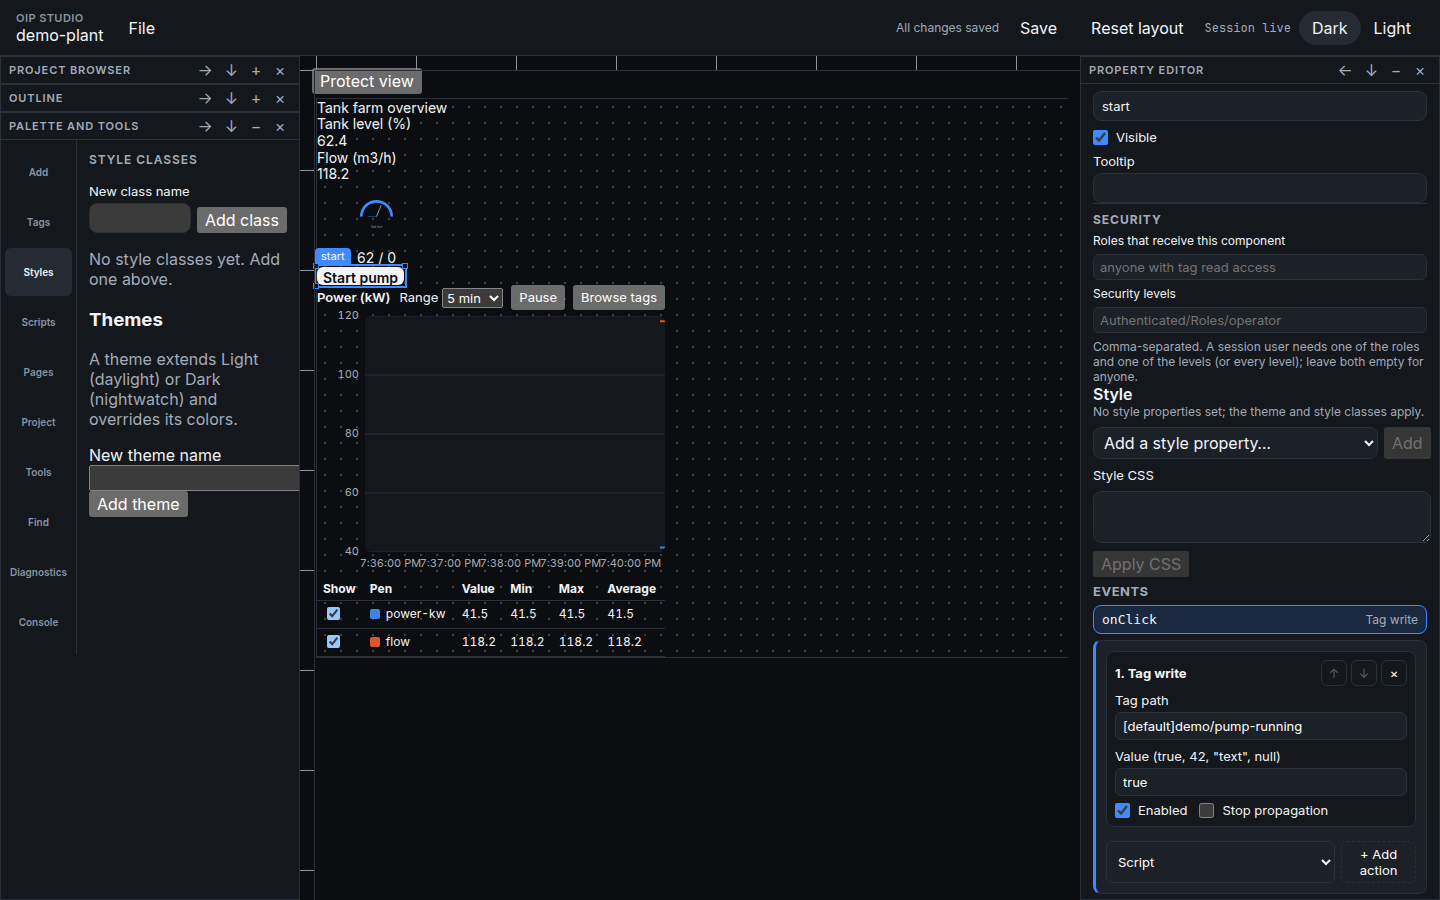 OIP STUDIO
demo-plant
File
All changes saved
Save
Reset layout
Session live
Dark
Light
PROJECT BROWSER
OUTLINE
PALETTE AND TOOLS
Add
Tags
Styles
Scripts
Pages
Project
Tools
Find
Diagnostics
Console
STYLE CLASSES
New class name
Add class
No style classes yet. Add
one above.
Themes
A theme extends Light
(daylight) or Dark
(nightwatch) and
overrides its colors.
New theme name
Add theme
Protect view
Tank farm overview
Tank level (%)
62.4
Flow (m3/h)
118.2
start
62 / 0
Start pump
Power (kW)
Range
5 min
Pause
Browse tags
120
100
80
60
40
7:36:00 PM
7:37:00 PM
7:38:00 PM
7:39:00 PM
7:40:00 PM
Show Pen Value Min Max Average
power-kw 41.5 41.5 41.5 41.5
flow 118.2 118.2 118.2 118.2
PROPERTY EDITOR
start
Visible
Tooltip
SECURITY
Roles that receive this component
anyone with tag read access
Security levels
Authenticated/Roles/operator
Comma-separated. A session user needs one of the roles
and one of the levels (or every level); leave both empty for
anyone.
Style
No style properties set; the theme and style classes apply.
Add a style property...
Add
Style CSS
Apply CSS
EVENTS
onClick
Tag write
1. Tag write
Tag path
[default]demo/pump-running
Value (true, 42, "text", null)
true
Enabled
Stop propagation
Script
+ Add
action